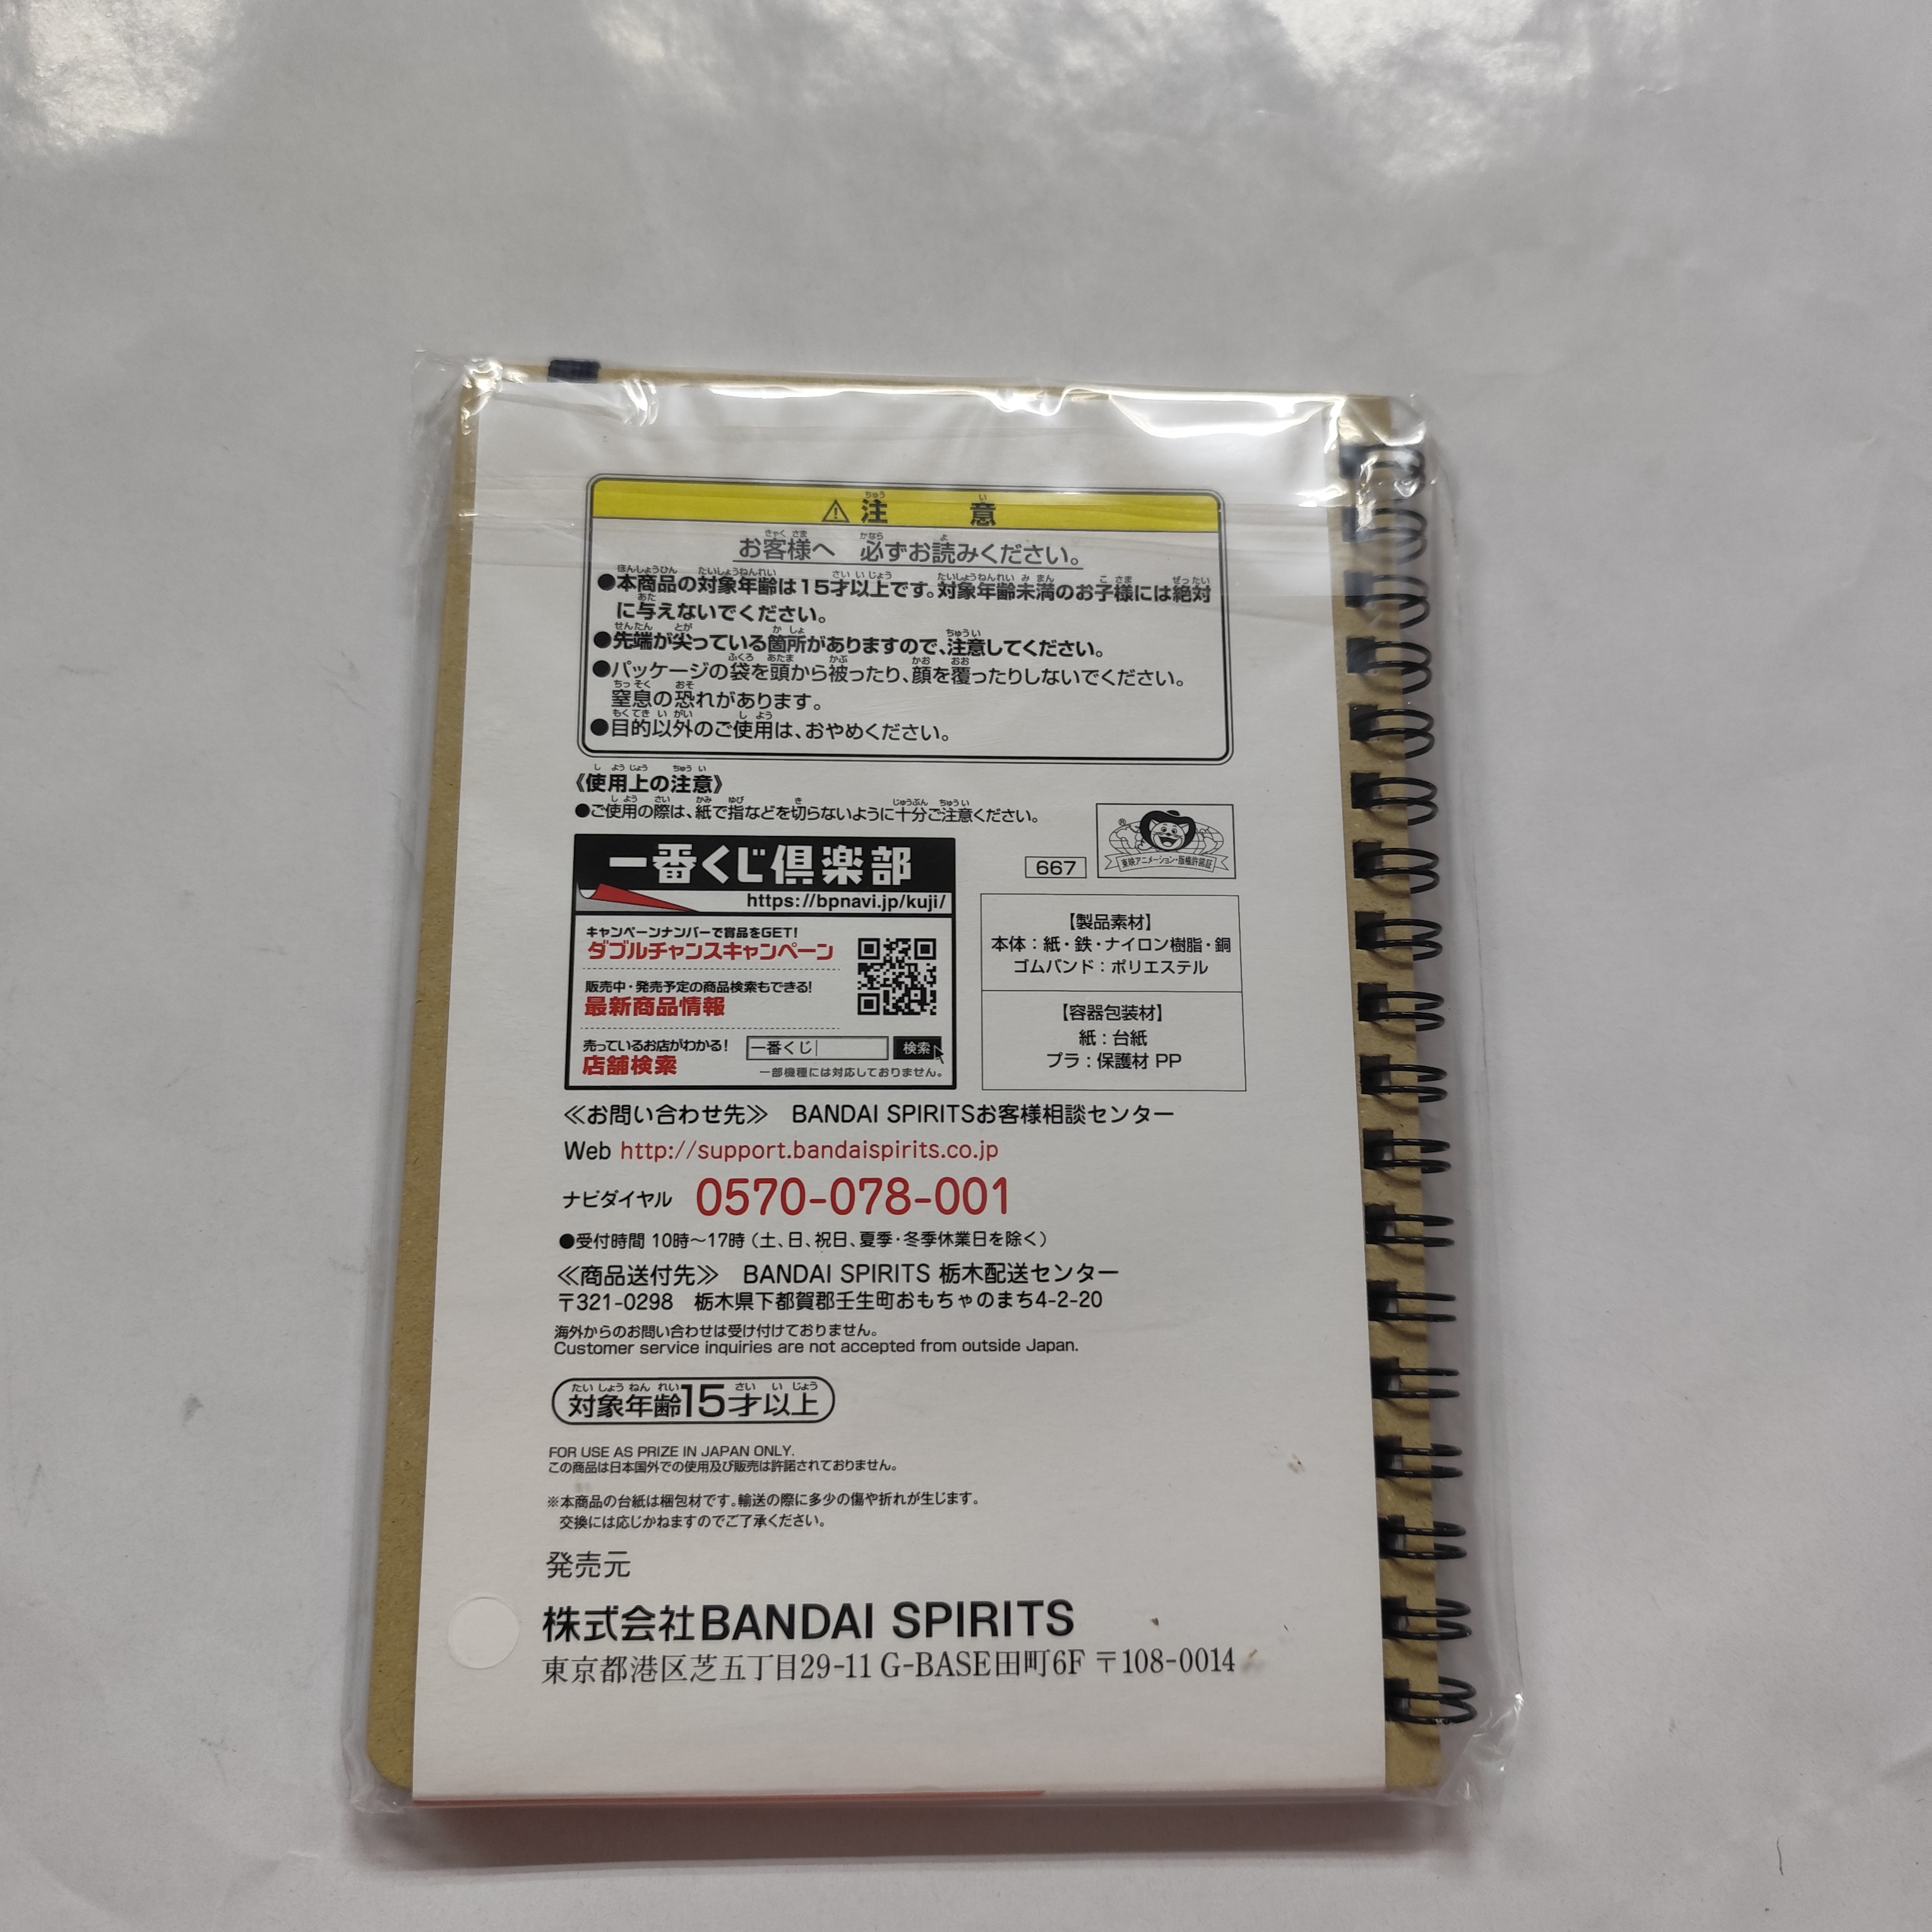 ⚠注意
お客様へ 必ずお読みください。
●本商品の対象年齢は15才以上です。対象年齢未満のお子様には絶対
に与えないでください。
●先端が尖っている箇所がありますので、注意してください。
●パッケージの袋を頭から被ったり、顔を覆ったりしないでください。
窒息の恐れがあります。
●目的以外のご使用は、おやめください。
《使用上の注意》
●ご使用の際は、紙で指などを切らないように十分ご注意ください。
一番くじ倶楽部
https://bpnavi.jp/kuji/
キャンペーンナンバーで賞品をGET!
ダブルチャンスキャンペーン
販売中・発売予定の商品検索もできる!
最新商品情報
売っているお店がわかる!
店舗検索
一番くじ 検索
一部機種には対応しておりません。
667
®
東映アニメーション・版権許諾証
【製品素材】
本体：紙・鉄・ナイロン樹脂・銅
ゴムバンド：ポリエステル
【容器包装材】
紙：台紙
プラ：保護材 PP
≪お問い合わせ先≫ BANDAI SPIRITSお客様相談センター
Web http://support.bandaispirits.co.jp
ナビダイヤル 0570-078-001
●受付時間 10時～17時（土、日、祝日、夏季・冬季休業日を除く）
≪商品送付先≫ BANDAI SPIRITS 栃木配送センター
〒321-0298 栃木県下都賀郡壬生町おもちゃのまち4-2-20
海外からのお問い合わせは受け付けておりません。
Customer service inquiries are not accepted from outside Japan.
対象年齢15才以上
FOR USE AS PRIZE IN JAPAN ONLY.
この商品は日本国外での使用及び販売は許諾されておりません。
※本商品の台紙は梱包材です。輸送の際に多少の傷や折れが生じます。
交換には応じかねますのでご了承ください。
発売元
株式会社BANDAI SPIRITS
東京都港区芝五丁目29-11 G-BASE田町6F 〒108-0014